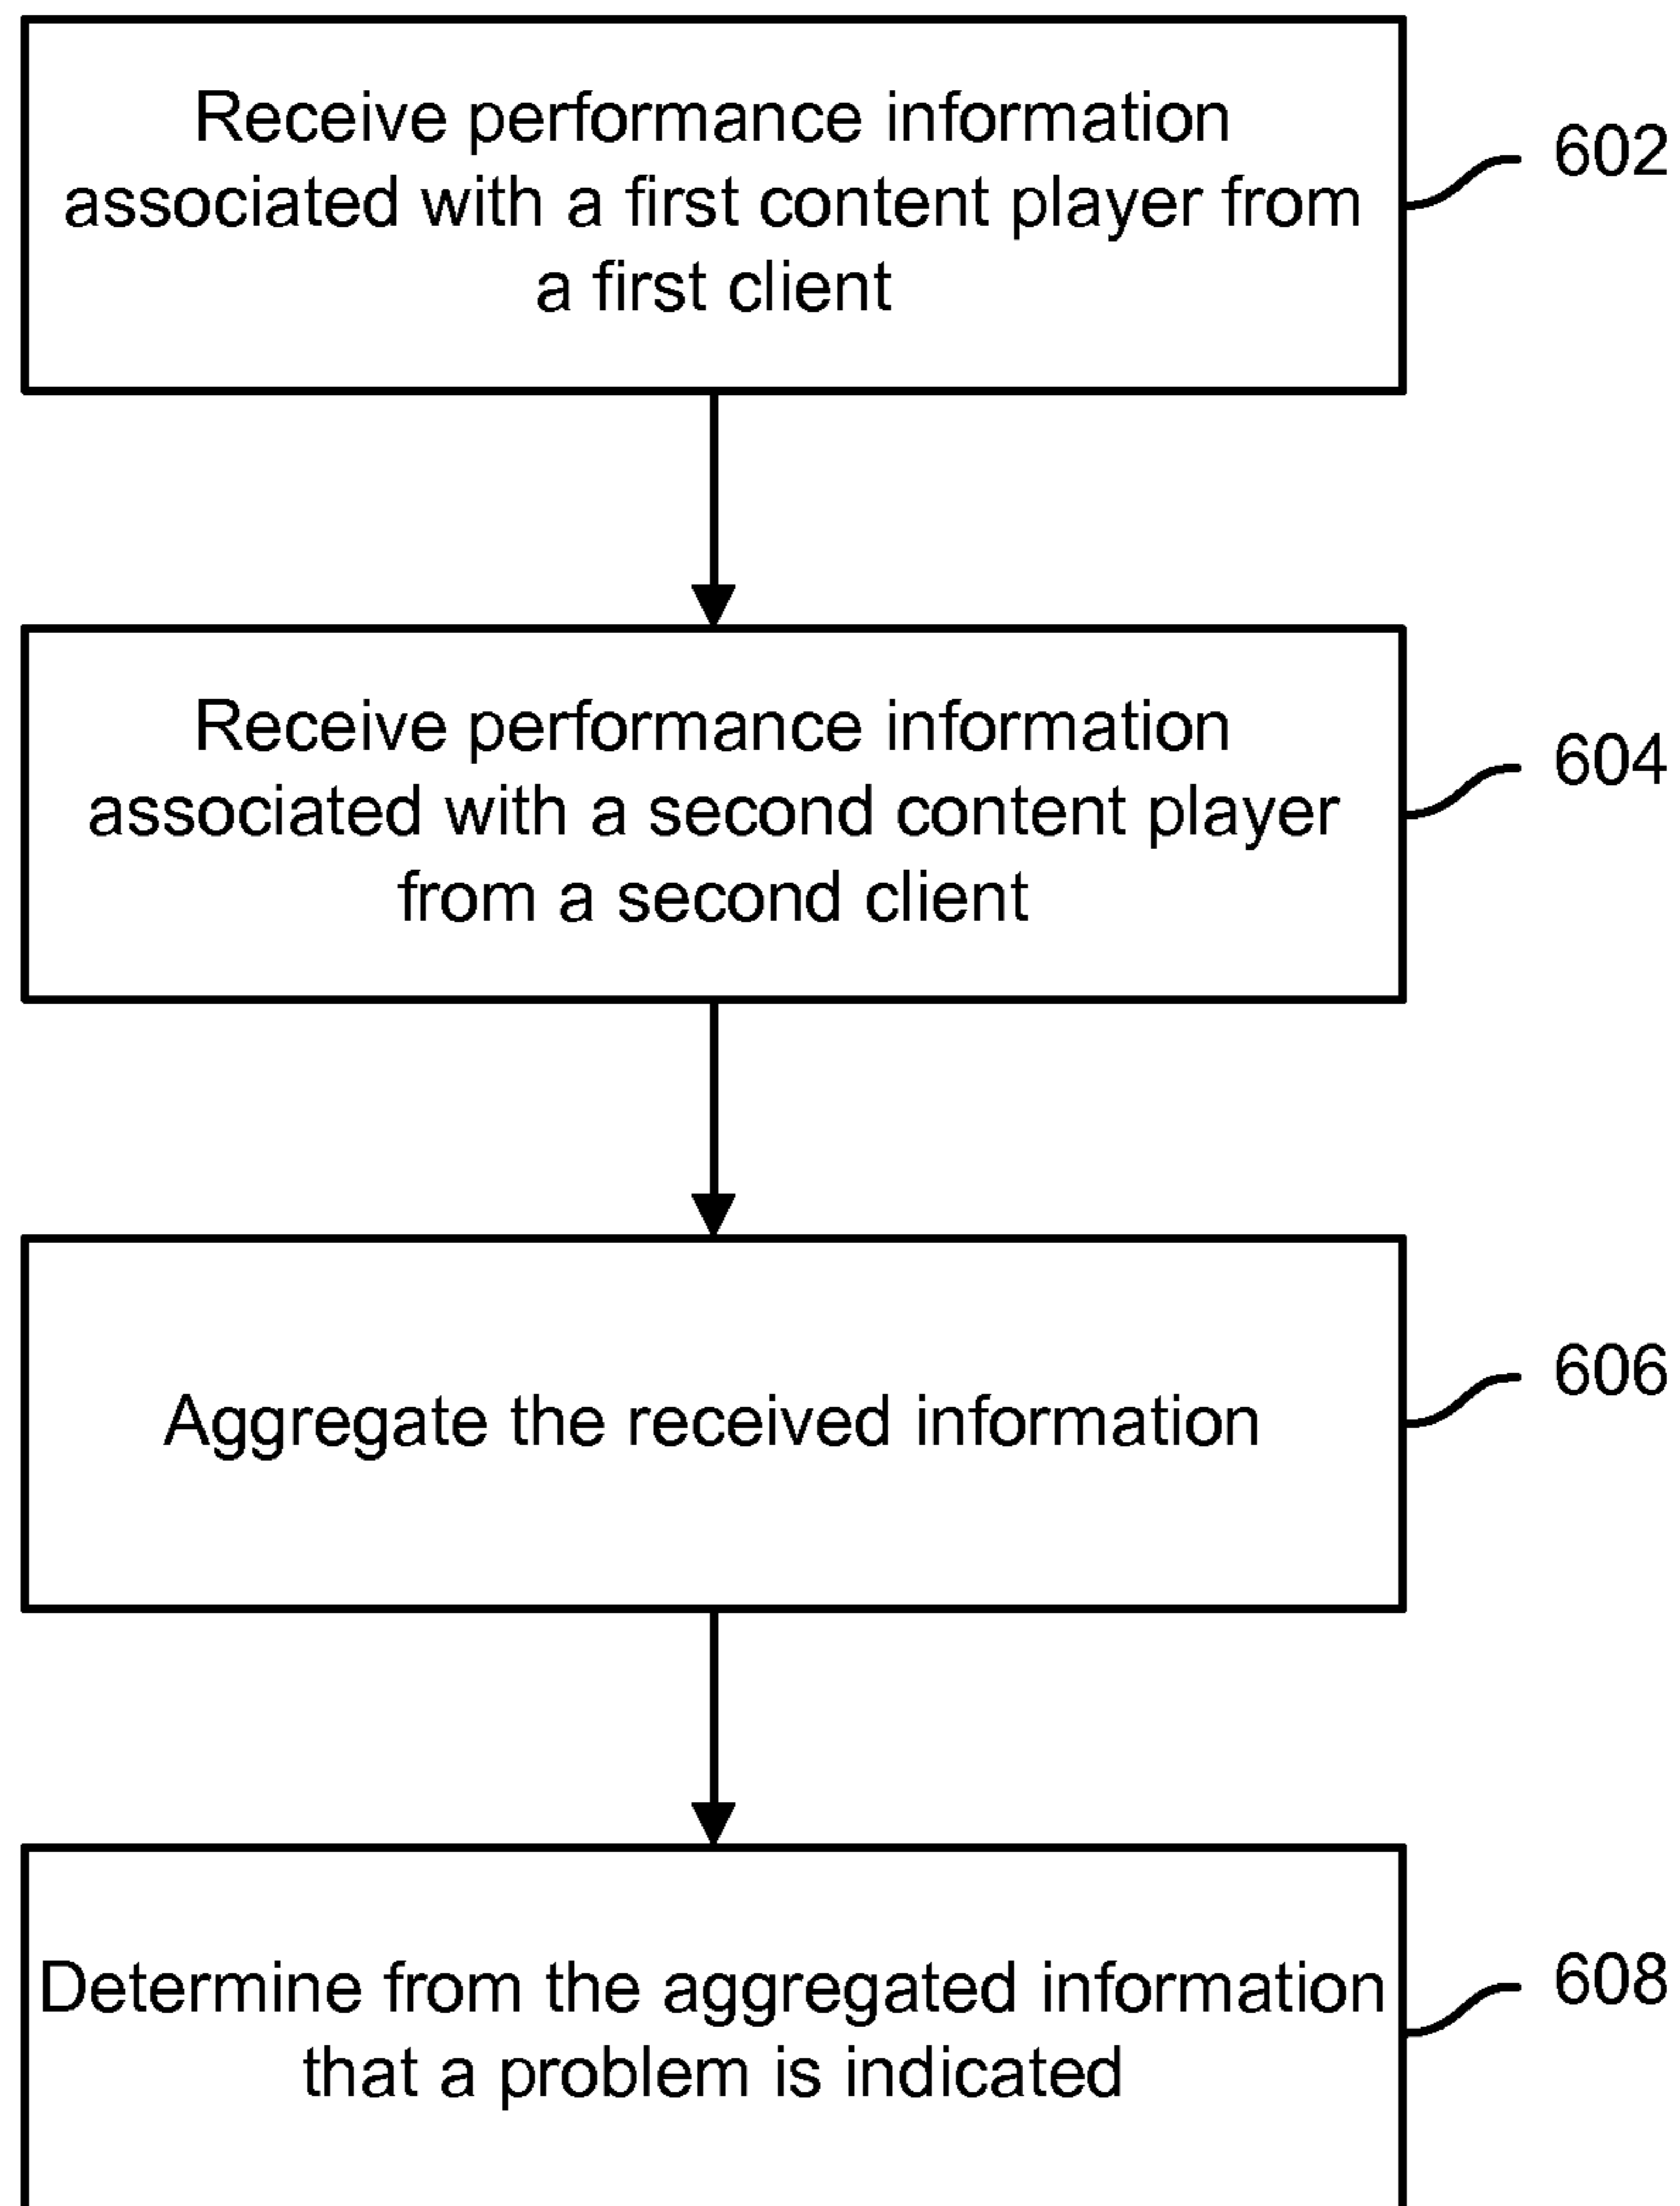 Receive performance information
associated with a first content player from
a first client
602
Receive performance information
associated with a second content player
from a second client
604
Aggregate the received information
606
Determine from the aggregated information
that a problem is indicated
608